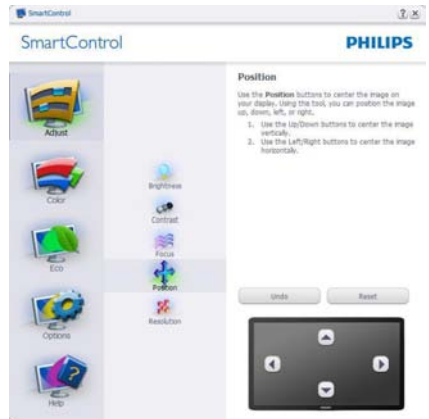 SmartControl
SmartControl
PHILIPS
Adjust
Color
Eco
Options
Help
Brightness
Contrast
Focus
Position
Resolution
Position
Use the Position buttons to center the image on
your display. Using the tool, you can position the image
up, down, left, or right.
1. Use the Up/Down buttons to center the image
vertically.
2. Use the Left/Right buttons to center the image
horizontally.
Undo
Reset